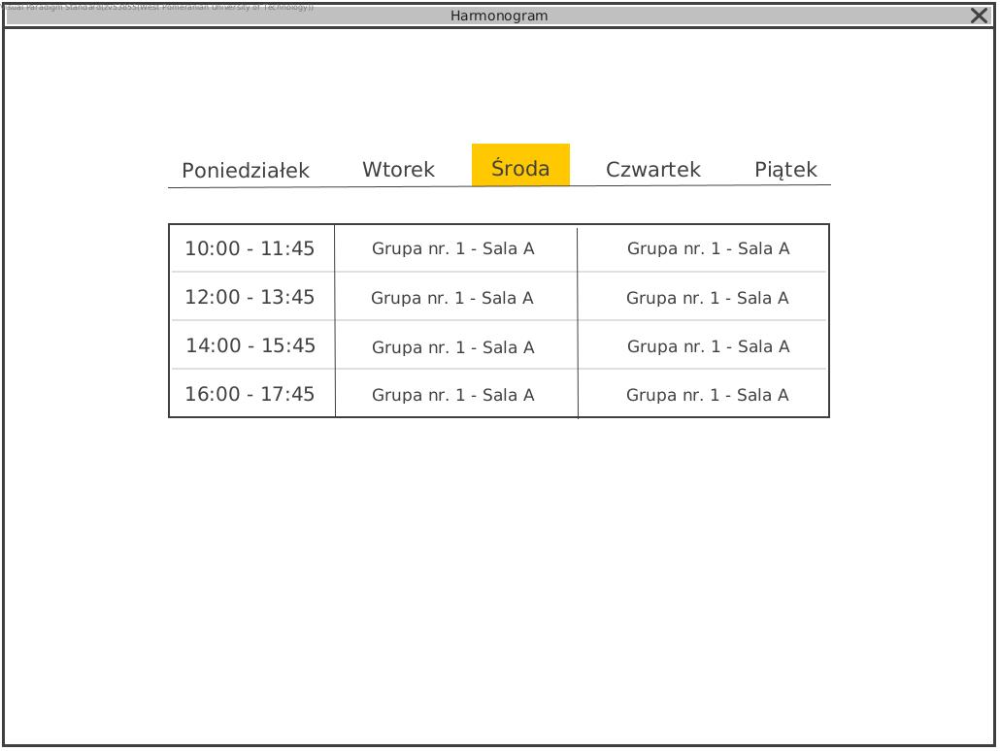 Visual Paradigm Standard(zv53855(West Pomeranian University of Technology))
Harmonogram
Poniedziałek Wtorek Środa Czwartek Piątek
10:00 - 11:45 Grupa nr. 1 - Sala A Grupa nr. 1 - Sala A
12:00 - 13:45 Grupa nr. 1 - Sala A Grupa nr. 1 - Sala A
14:00 - 15:45 Grupa nr. 1 - Sala A Grupa nr. 1 - Sala A
16:00 - 17:45 Grupa nr. 1 - Sala A Grupa nr. 1 - Sala A